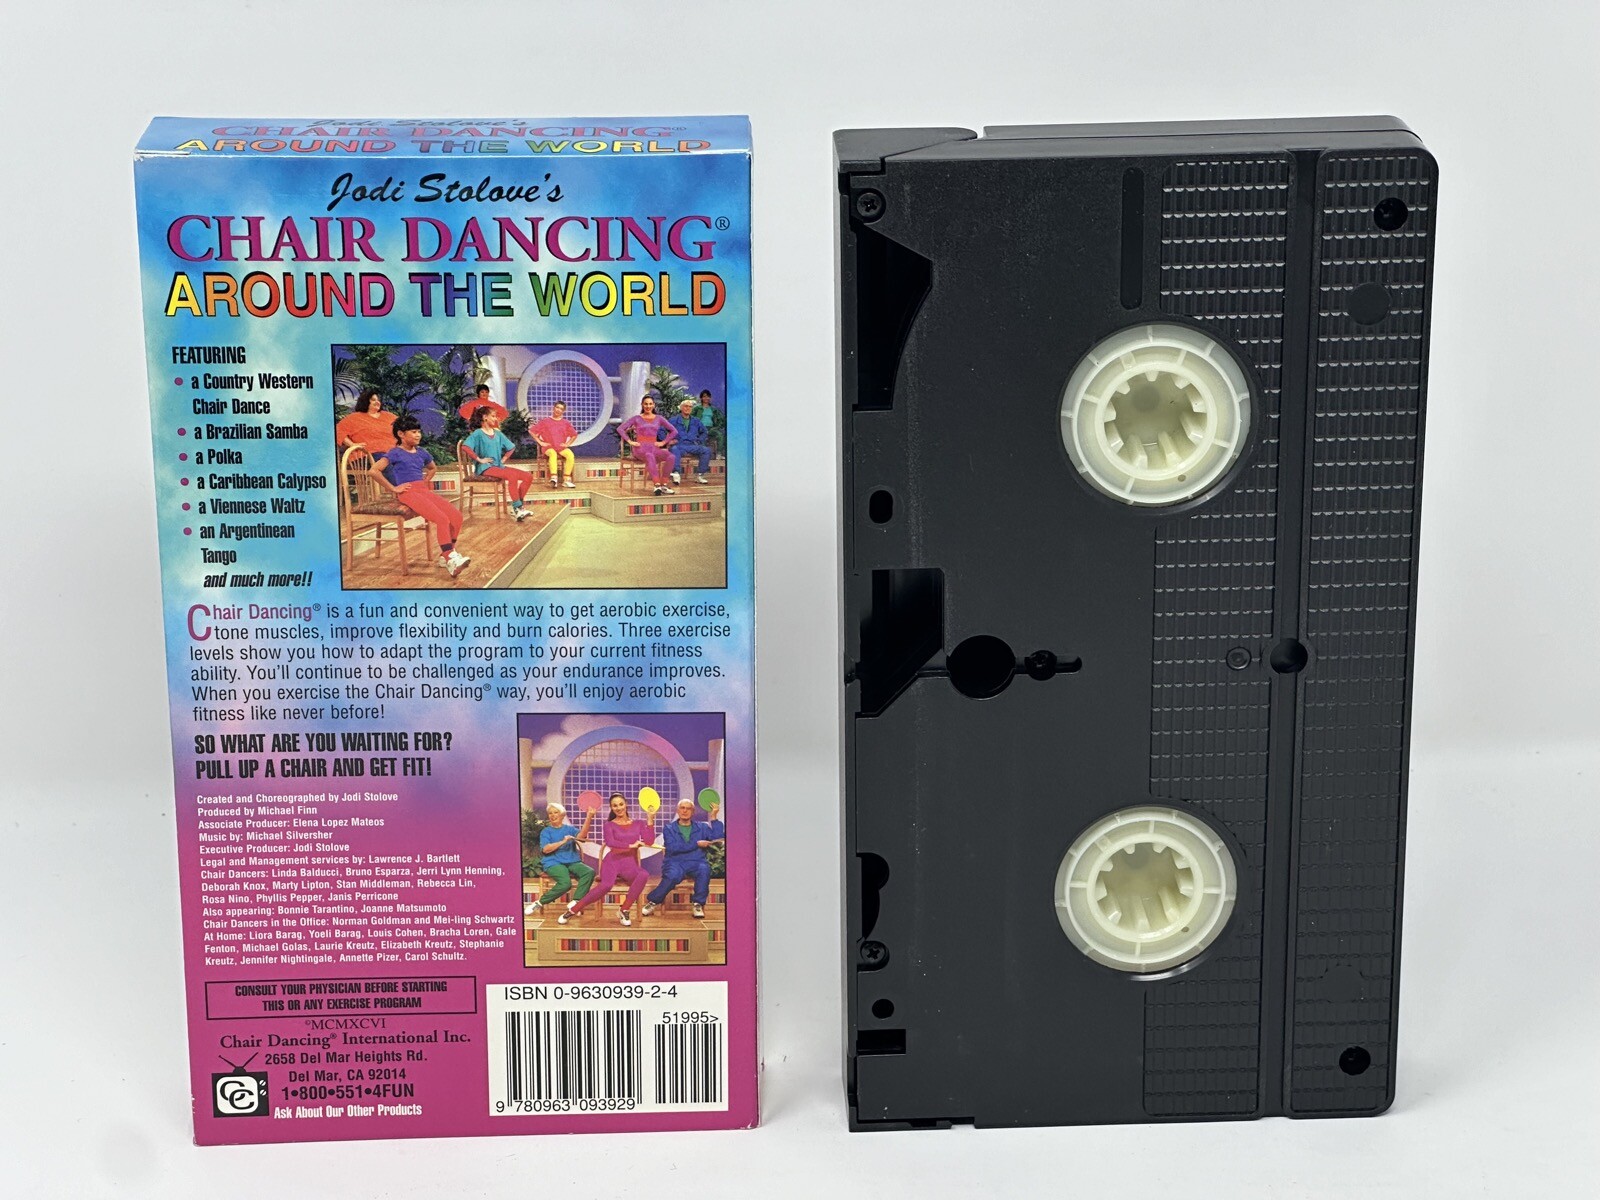 Jodi Stolove's
CHAIR DANCING®
AROUND THE WORLD
Jodi Stolove's
CHAIR DANCING®
AROUND THE WORLD
FEATURING
• a Country Western
Chair Dance
• a Brazilian Samba
• a Polka
• a Caribbean Calypso
• a Viennese Waltz
• an Argentinean
Tango
and much more!!
Chair Dancing® is a fun and convenient way to get aerobic exercise,
tone muscles, improve flexibility and burn calories. Three exercise
levels show you how to adapt the program to your current fitness
ability. You'll continue to be challenged as your endurance improves.
When you exercise the Chair Dancing® way, you'll enjoy aerobic
fitness like never before!
SO WHAT ARE YOU WAITING FOR?
PULL UP A CHAIR AND GET FIT!
Created and Choreographed by Jodi Stolove
Produced by Michael Finn
Associate Producer: Elena Lopez Mateos
Music by: Michael Silversher
Executive Producer: Jodi Stolove
Legal and Management services by: Lawrence J. Bartlett
Chair Dancers: Linda Balducci, Bruno Esparza, Jerri Lynn Henning,
Deborah Knox, Marty Lipton, Stan Middleman, Rebecca Lin,
Rosa Nino, Phyllis Pepper, Janis Perricone
Also appearing: Bonnie Tarantino, Joanne Matsumoto
Chair Dancers in the Office: Norman Goldman and Mei-ling Schwartz
At Home: Liora Barag, Yoeli Barag, Louis Cohen, Bracha Loren, Gale
Fenton, Michael Golas, Laurie Kreutz, Elizabeth Kreutz, Stephanie
Kreutz, Jennifer Nightingale, Annette Pizer, Carol Schultz.
CONSULT YOUR PHYSICIAN BEFORE STARTING
THIS OR ANY EXERCISE PROGRAM
©MCMXCVI
Chair Dancing® International Inc.
2658 Del Mar Heights Rd.
Del Mar, CA 92014
1•800•551•4FUN
Ask About Our Other Products
CC
ISBN 0-9630939-2-4
51995>
9 780963 093929